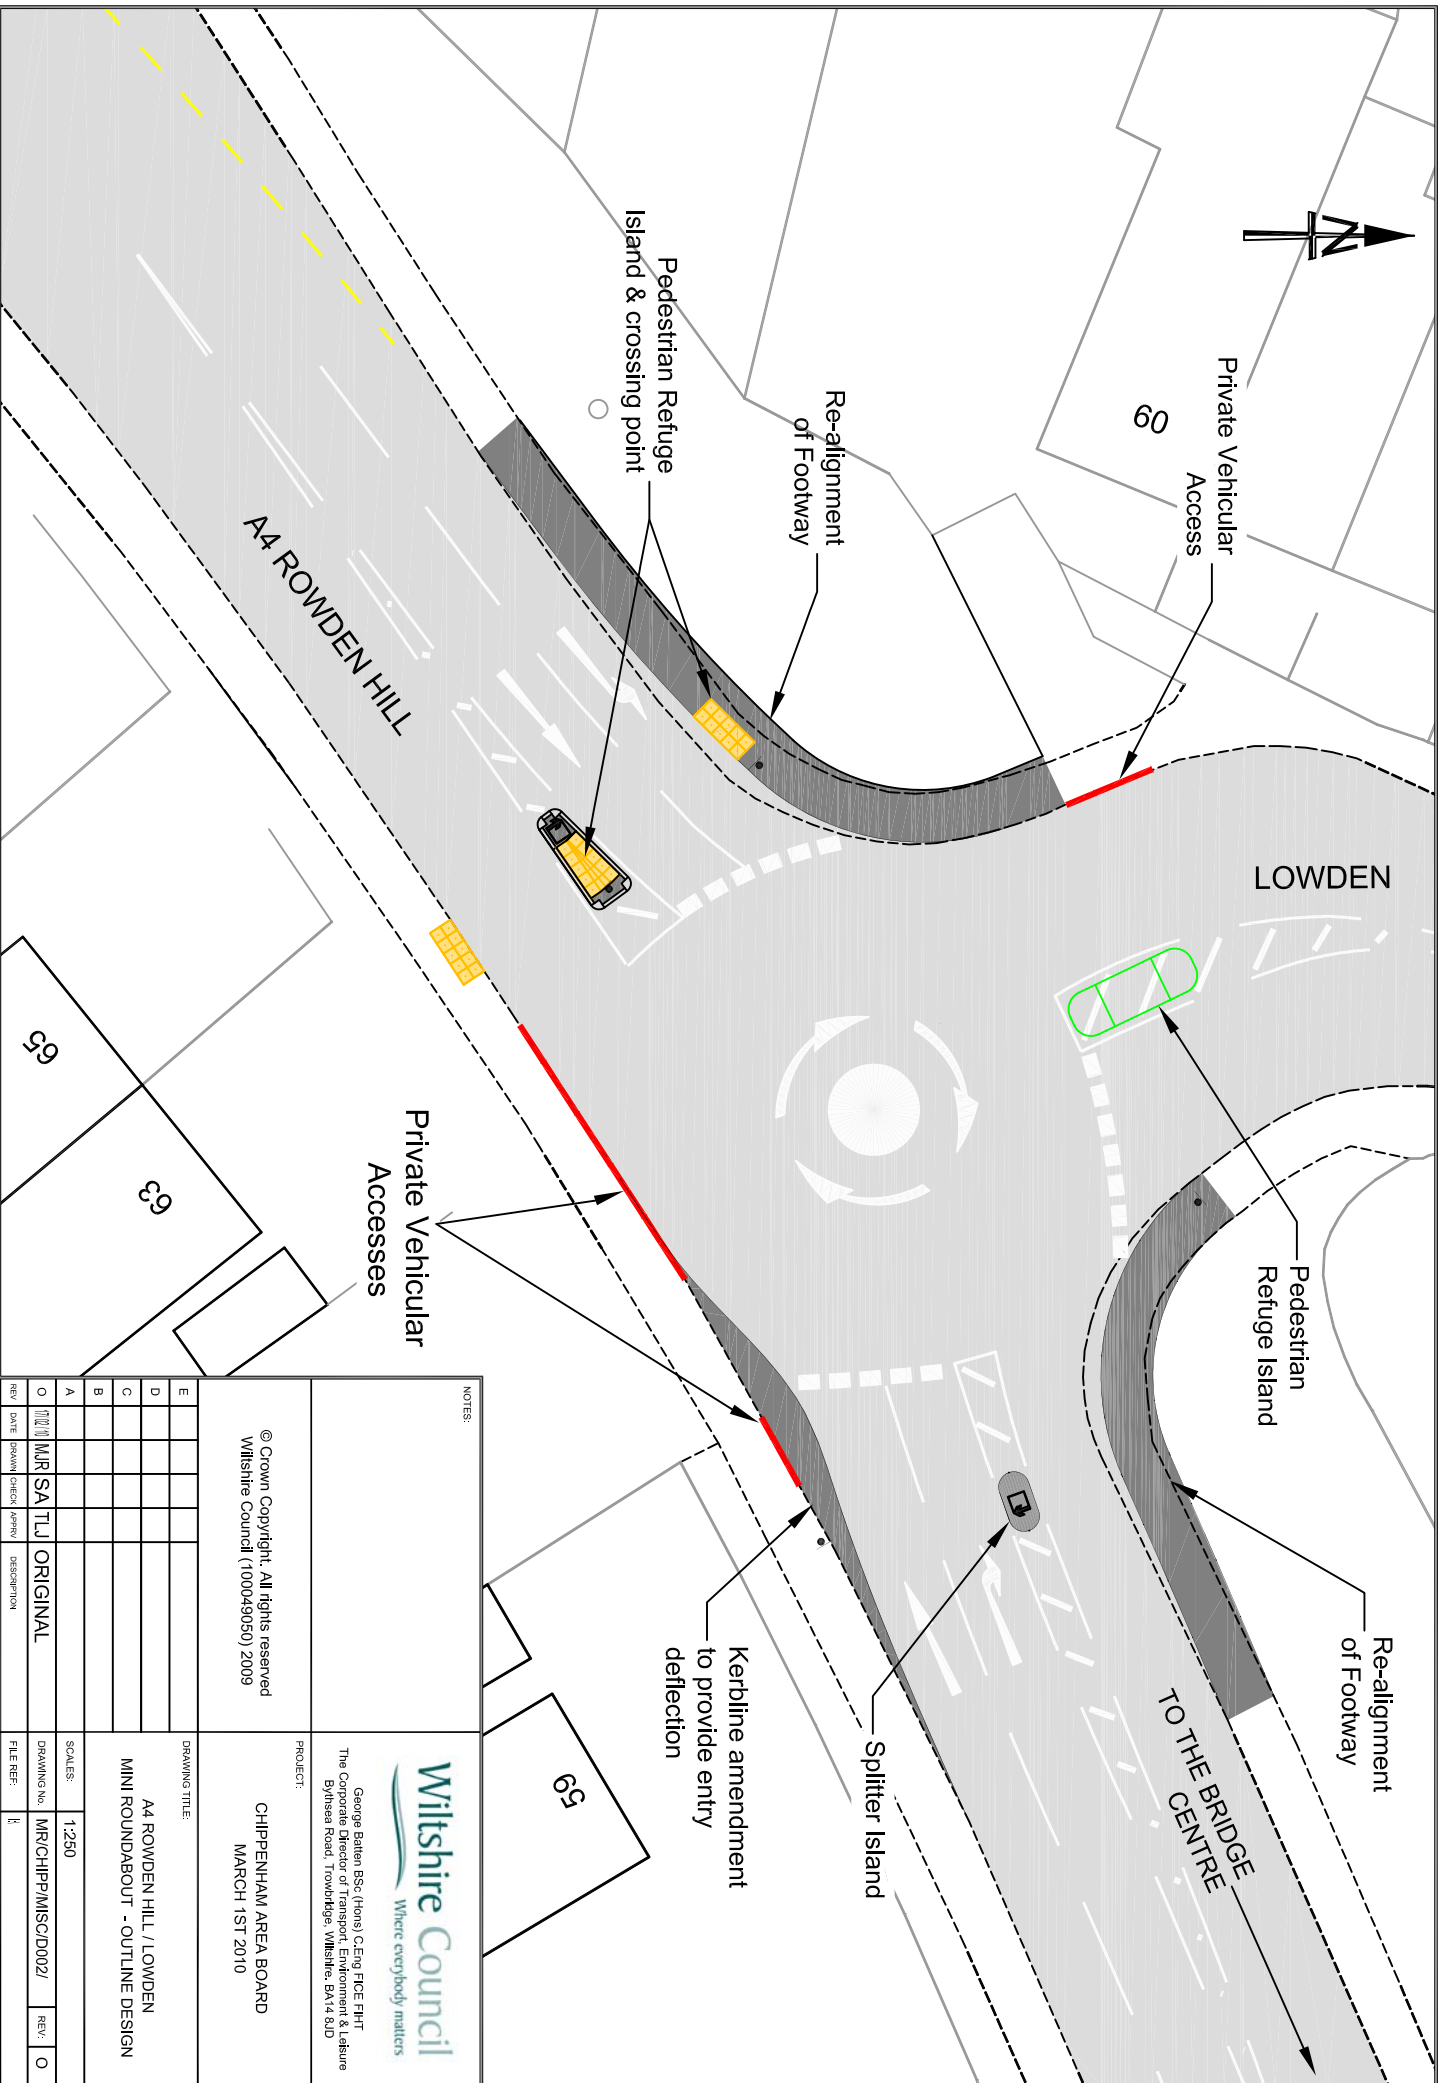 N
60
Private Vehicular
Access
Re-alignment
of Footway
Pedestrian Refuge
Island & crossing point
A4 ROWDEN HILL
LOWDEN
Pedestrian
Refuge Island
Re-alignment
of Footway
TO THE BRIDGE
CENTRE
Splitter Island
Kerbline amendment
to provide entry
deflection
Private Vehicular
Accesses
65
63
59
NOTES:
© Crown Copyright. All rights reserved
Wiltshire Council (100049050) 2009
E
D
C
B
A
O 17/02/10 MJR SA TLJ ORIGINAL
REV DATE DRAWN CHECK APPRV DESCRIPTION
Wiltshire Council
Where everybody matters
George Batten BSc (Hons) C.Eng FICE FIHT
The Corporate Director of Transport, Environment & Leisure
Bythsea Road, Trowbridge, Wiltshire. BA14 8JD
PROJECT:
CHIPPENHAM AREA BOARD
MARCH 1ST 2010
DRAWING TITLE:
A4 ROWDEN HILL / LOWDEN
MINI ROUNDABOUT - OUTLINE DESIGN
SCALES: 1:250
DRAWING No. MR/CHIPP/MISC/D002/ REV: O
FILE REF: